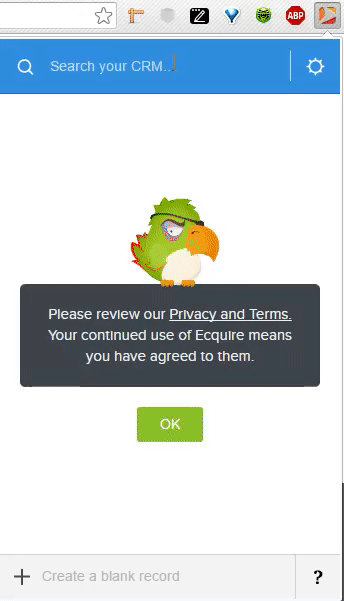 ABP
Search your CRM...
Please review our Privacy and Terms.
Your continued use of Ecquire means
you have agreed to them.
OK
Create a blank record
?